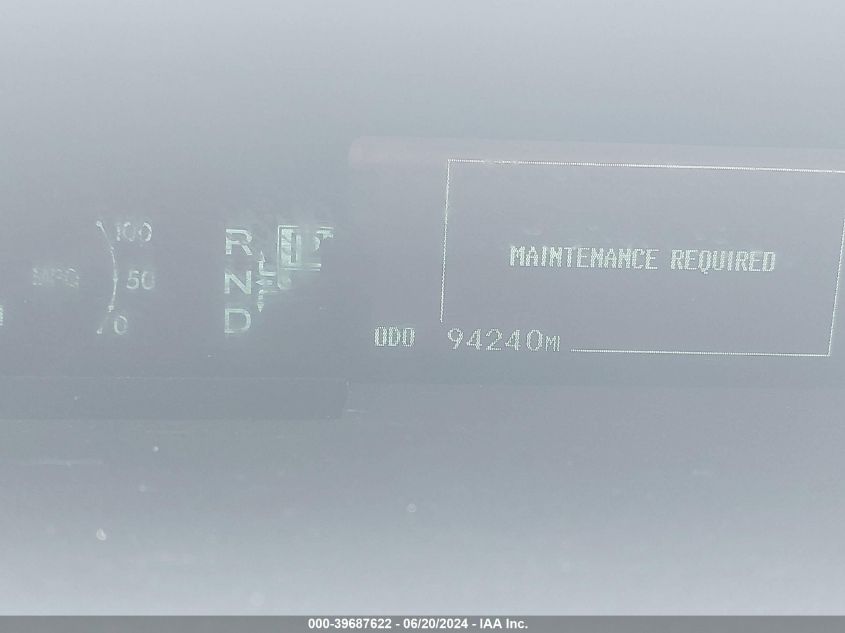 100
MPG
50
0
R
P
N
D
MAINTENANCE REQUIRED
ODO 94240MI
000-39687622 - 06/20/2024 - IAA Inc.